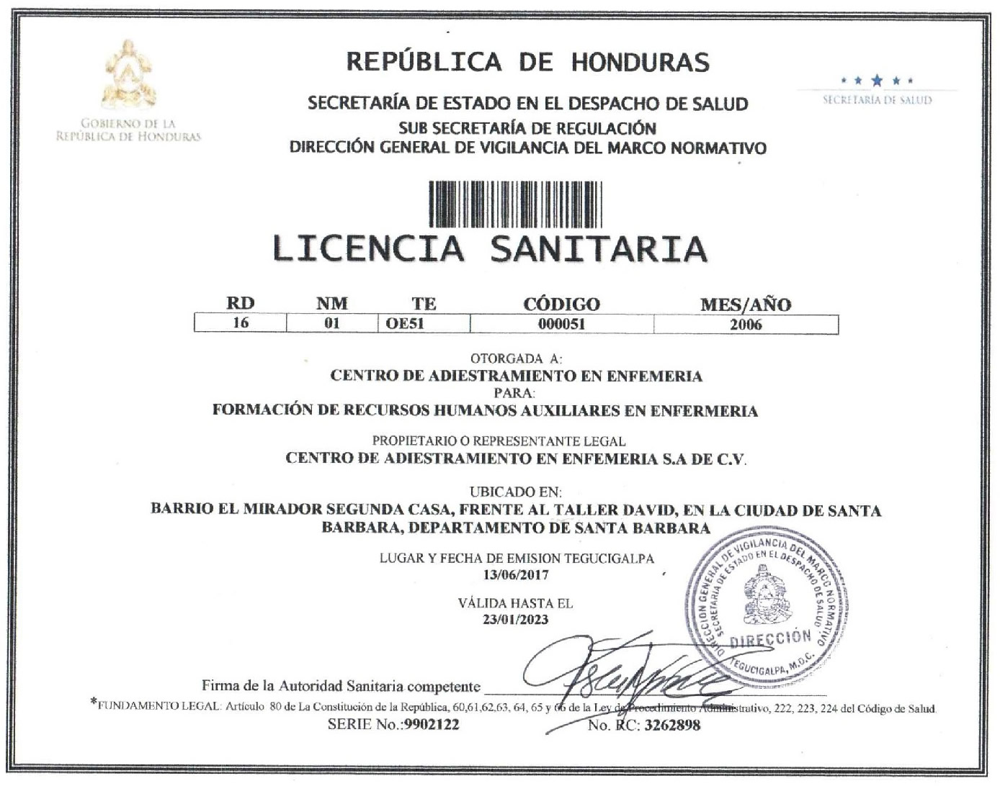 REPÚBLICA DE HONDURAS
SECRETARÍA DE ESTADO EN EL DESPACHO DE SALUD
SUB SECRETARÍA DE REGULACIÓN
DIRECCIÓN GENERAL DE VIGILANCIA DEL MARCO NORMATIVO
GOBIERNO DE LA
REPÚBLICA DE HONDURAS
SECRETARÍA DE SALUD
LICENCIA SANITARIA
RD NM TE CÓDIGO MES/AÑO
16 01 OE51 000051 2006
OTORGADA A:
CENTRO DE ADIESTRAMIENTO EN ENFEMERIA
PARA:
FORMACIÓN DE RECURSOS HUMANOS AUXILIARES EN ENFERMERIA
PROPIETARIO O REPRESENTANTE LEGAL
CENTRO DE ADIESTRAMIENTO EN ENFEMERIA S.A DE C.V.
UBICADO EN:
BARRIO EL MIRADOR SEGUNDA CASA, FRENTE AL TALLER DAVID, EN LA CIUDAD DE SANTA
BARBARA, DEPARTAMENTO DE SANTA BARBARA
LUGAR Y FECHA DE EMISION TEGUCIGALPA
13/06/2017
VÁLIDA HASTA EL
23/01/2023
DIRECCIÓN GENERAL DE VIGILANCIA DEL MARCO NORMATIVO
SECRETARIA DE ESTADO EN EL DESPACHO DE SALUD
DIRECCIÓN
TEGUCIGALPA, M.D.C.
Firma de la Autoridad Sanitaria competente
*FUNDAMENTO LEGAL: Artículo 80 de La Constitución de la República, 60,61,62,63, 64, 65 y 66 de la Ley de Procedimiento Administrativo, 222, 223, 224 del Código de Salud.
SERIE No.:9902122 No. RC: 3262898